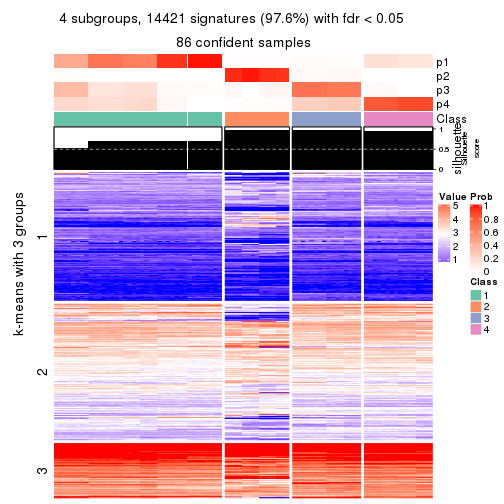 4 subgroups, 14421 signatures (97.6%) with fdr < 0.05
86 confident samples
p1
p2
p3
p4
Class
1
0.5
0
silhouette
Silhouette
score
k-means with 3 groups
1
2
3
Value
5
4
3
2
1
Prob
1
0.8
0.6
0.4
0.2
0
Class
1
2
3
4